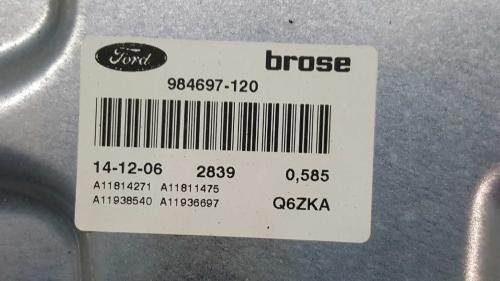 Ford brose
984697-120
14-12-06 2839 0,585
A11814271 A11811475
A11938540 A11936697 Q6ZKA